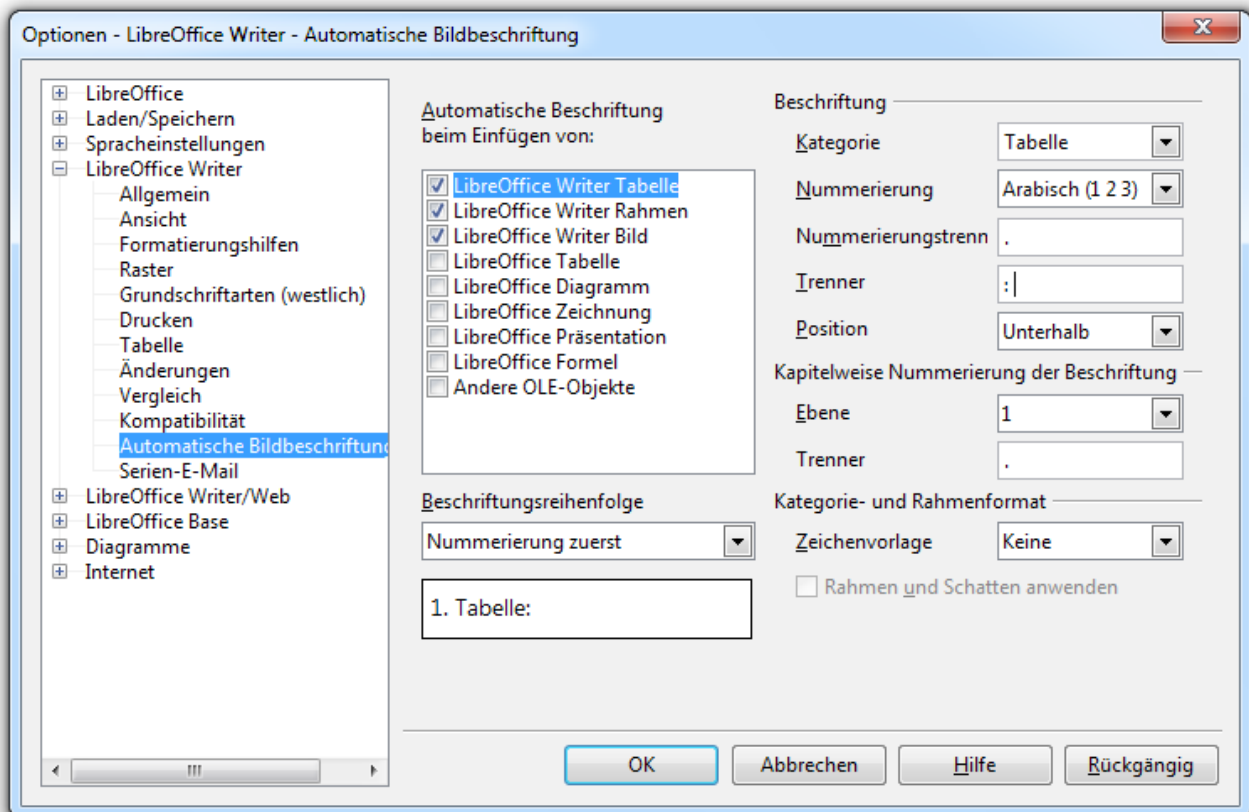 Optionen - LibreOffice Writer - Automatische Bildbeschriftung
LibreOffice
Laden/Speichern
Spracheinstellungen
LibreOffice Writer
Allgemein
Ansicht
Formatierungshilfen
Raster
Grundschriftarten (westlich)
Drucken
Tabelle
Änderungen
Vergleich
Kompatibilität
Automatische Bildbeschriftung
Serien-E-Mail
LibreOffice Writer/Web
LibreOffice Base
Diagramme
Internet
Automatische Beschriftung
beim Einfügen von:
LibreOffice Writer Tabelle
LibreOffice Writer Rahmen
LibreOffice Writer Bild
LibreOffice Tabelle
LibreOffice Diagramm
LibreOffice Zeichnung
LibreOffice Präsentation
LibreOffice Formel
Andere OLE-Objekte
Beschriftungsreihenfolge
Nummerierung zuerst
1. Tabelle:
Beschriftung
Kategorie Tabelle
Nummerierung Arabisch (1 2 3)
Nummerierungstrenn .
Trenner :
Position Unterhalb
Kapitelweise Nummerierung der Beschriftung
Ebene 1
Trenner .
Kategorie- und Rahmenformat
Zeichenvorlage Keine
Rahmen und Schatten anwenden
OK Abbrechen Hilfe Rückgängig